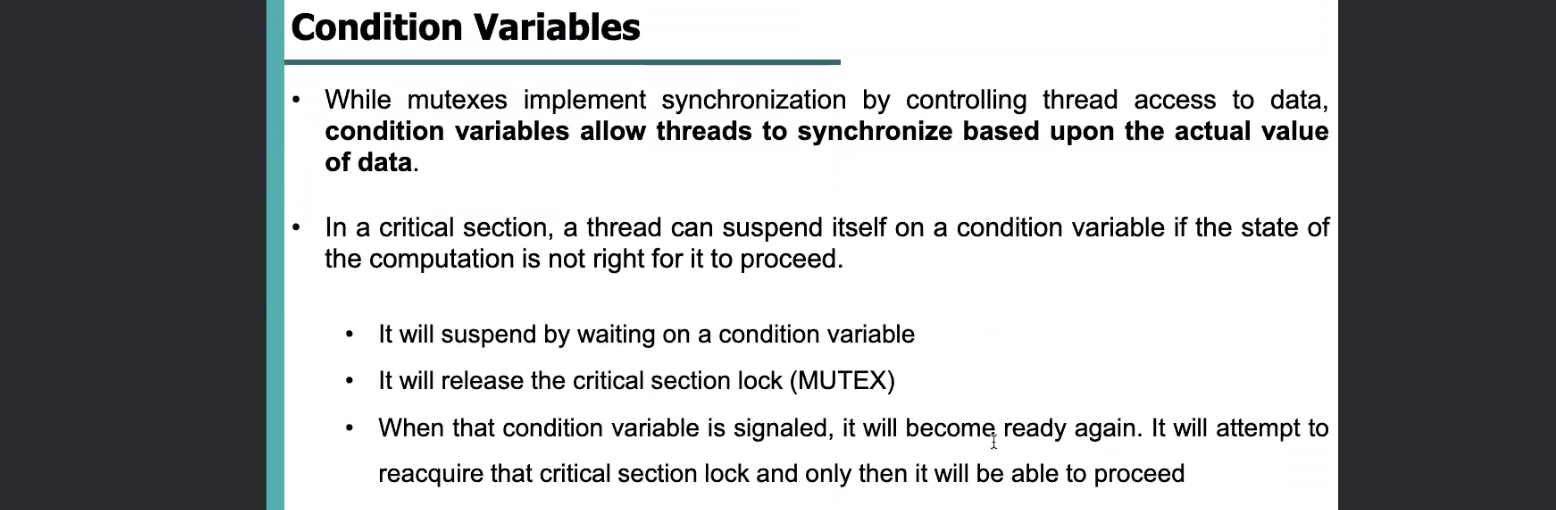 Condition Variables
• While mutexes implement synchronization by controlling thread access to data,
condition variables allow threads to synchronize based upon the actual value
of data.
• In a critical section, a thread can suspend itself on a condition variable if the state of
the computation is not right for it to proceed.
• It will suspend by waiting on a condition variable
• It will release the critical section lock (MUTEX)
• When that condition variable is signaled, it will become ready again. It will attempt to
reacquire that critical section lock and only then it will be able to proceed